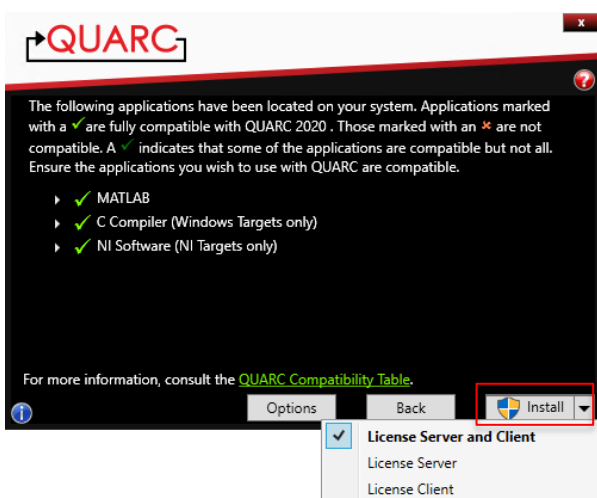 QUARC
x
?
The following applications have been located on your system. Applications marked
with a ✓ are fully compatible with QUARC 2020 . Those marked with an ✖ are not
compatible. A ✓ indicates that some of the applications are compatible but not all.
Ensure the applications you wish to use with QUARC are compatible.
✓ MATLAB
✓ C Compiler (Windows Targets only)
✓ NI Software (NI Targets only)
For more information, consult the QUARC Compatibility Table.
i
Options
Back
Install
✓ License Server and Client
License Server
License Client